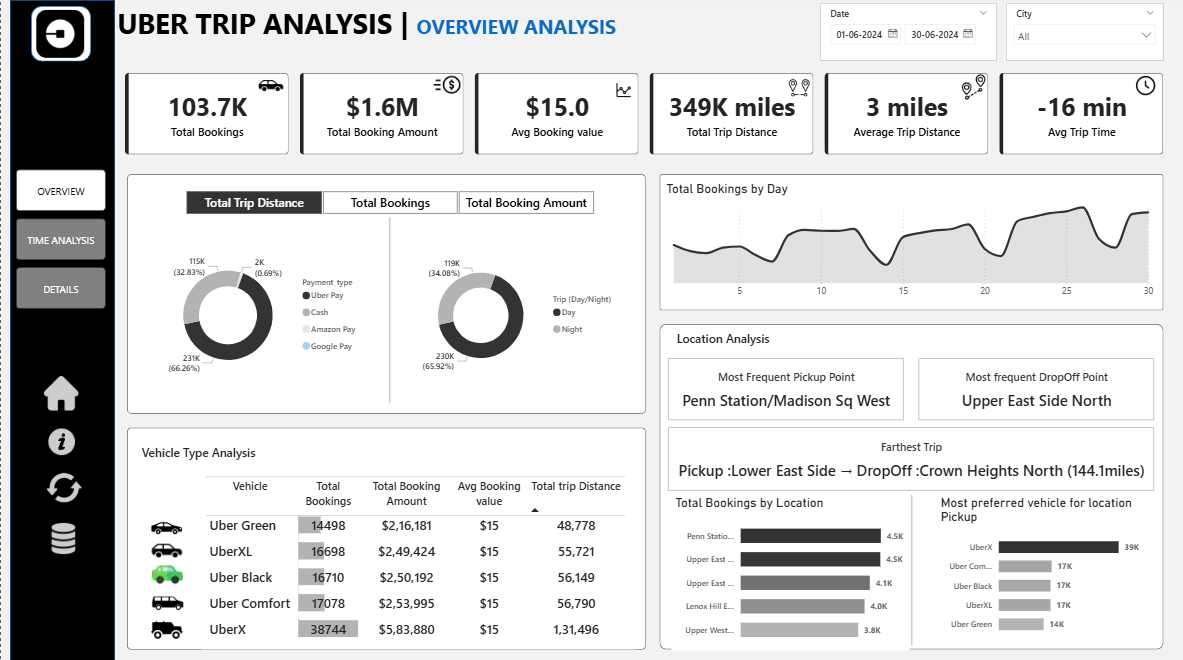 UBER TRIP ANALYSIS | OVERVIEW ANALYSIS
Date
01-06-2024 30-06-2024
City
All
103.7K
Total Bookings
$1.6M
Total Booking Amount
$15.0
Avg Booking value
349K miles
Total Trip Distance
3 miles
Average Trip Distance
-16 min
Avg Trip Time
OVERVIEW
TIME ANALYSIS
DETAILS
Total Trip Distance Total Bookings Total Booking Amount
115K
(32.83%)
2K
(0.69%)
231K
(66.26%)
Payment type
Uber Pay
Cash
Amazon Pay
Google Pay
119K
(34.08%)
230K
(65.92%)
Trip (Day/Night)
Day
Night
Total Bookings by Day
5 10 15 20 25 30
Vehicle Type Analysis
Vehicle Total Bookings Total Booking Amount Avg Booking value Total trip Distance
Uber Green 14498 $2,16,181 $15 48,778
UberXL 16698 $2,49,424 $15 55,721
Uber Black 16710 $2,50,192 $15 56,149
Uber Comfort 17078 $2,53,995 $15 56,790
UberX 38744 $5,83,880 $15 1,31,496
Location Analysis
Most Frequent Pickup Point
Penn Station/Madison Sq West
Most frequent DropOff Point
Upper East Side North
Farthest Trip
Pickup :Lower East Side → DropOff :Crown Heights North (144.1miles)
Total Bookings by Location
Penn Statio... 4.5K
Upper East ... 4.5K
Upper East ... 4.1K
Lenox Hill E... 4.0K
Upper West... 3.8K
Most preferred vehicle for location
Pickup
UberX 39K
Uber Com... 17K
Uber Black 17K
UberXL 17K
Uber Green 14K